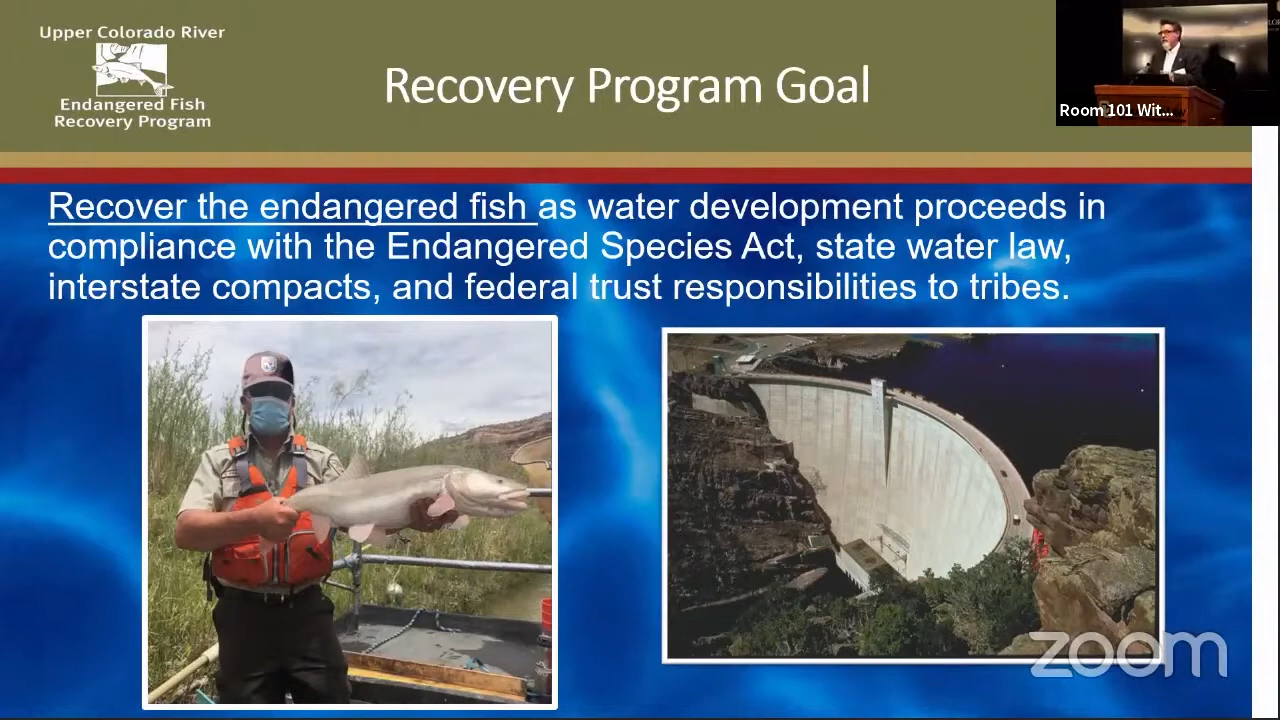 Upper Colorado River
Endangered Fish
Recovery Program
Recovery Program Goal
Room 101 Wit...
Recover the endangered fish as water development proceeds in
compliance with the Endangered Species Act, state water law,
interstate compacts, and federal trust responsibilities to tribes.
zoom